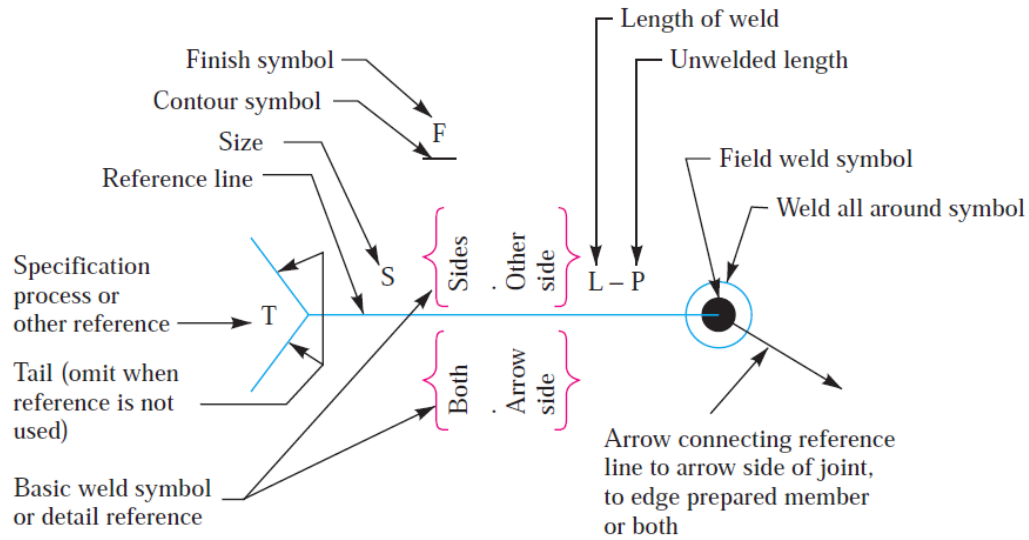 Length of weld
Unwelded length
Finish symbol
Contour symbol
F
Size
Reference line
Field weld symbol
Weld all around symbol
Specification
process or
other reference
T
S
Sides . Other
side
L – P
Tail (omit when
reference is not
used)
Both . Arrow
side
Arrow connecting reference
line to arrow side of joint,
to edge prepared member
or both
Basic weld symbol
or detail reference